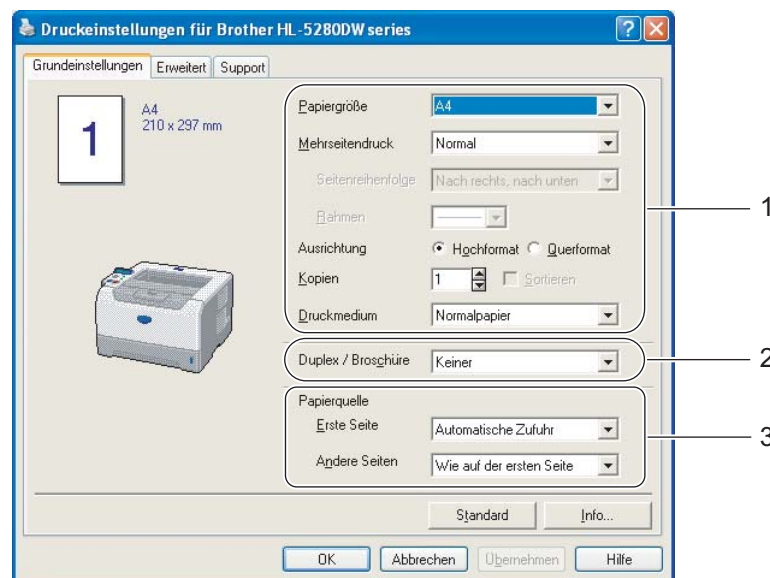 Druckeinstellungen für Brother HL-5280DW series
Grundeinstellungen Erweitert Support
1
A4
210 x 297 mm
Papiergröße A4
Mehrseitendruck Normal
Seitenreihenfolge Nach rechts, nach unten
Rahmen
Ausrichtung Hochformat Querformat
Kopien 1 Sortieren
Druckmedium Normalpapier
1
Duplex / Broschüre Keiner
2
Papierquelle
Erste Seite Automatische Zufuhr
Andere Seiten Wie auf der ersten Seite
3
Standard Info...
OK Abbrechen Übernehmen Hilfe